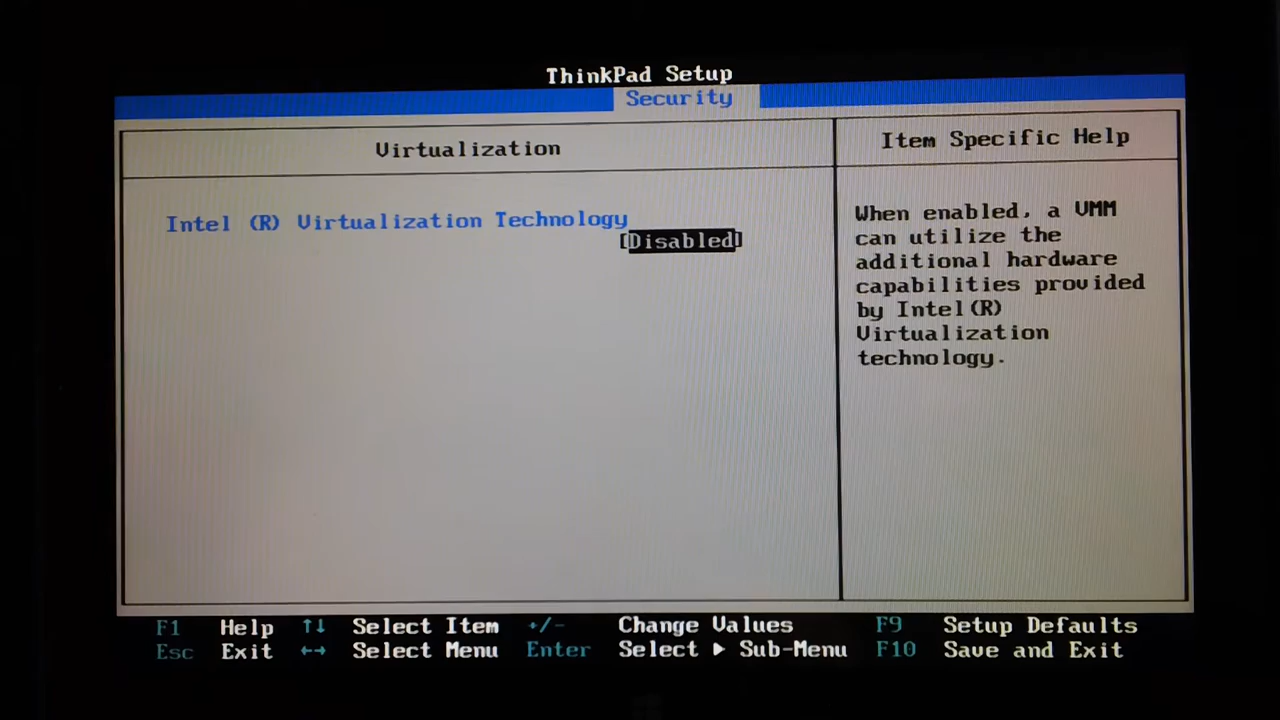 ThinkPad Setup
Security
Virtualization
Intel (R) Virtualization Technology
[Disabled]
Item Specific Help
When enabled, a VMM
can utilize the
additional hardware
capabilities provided
by Intel(R)
Virtualization
technology.
F1 Help ↑↓ Select Item +/- Change Values F9 Setup Defaults
Esc Exit ←→ Select Menu Enter Select ▶ Sub-Menu F10 Save and Exit